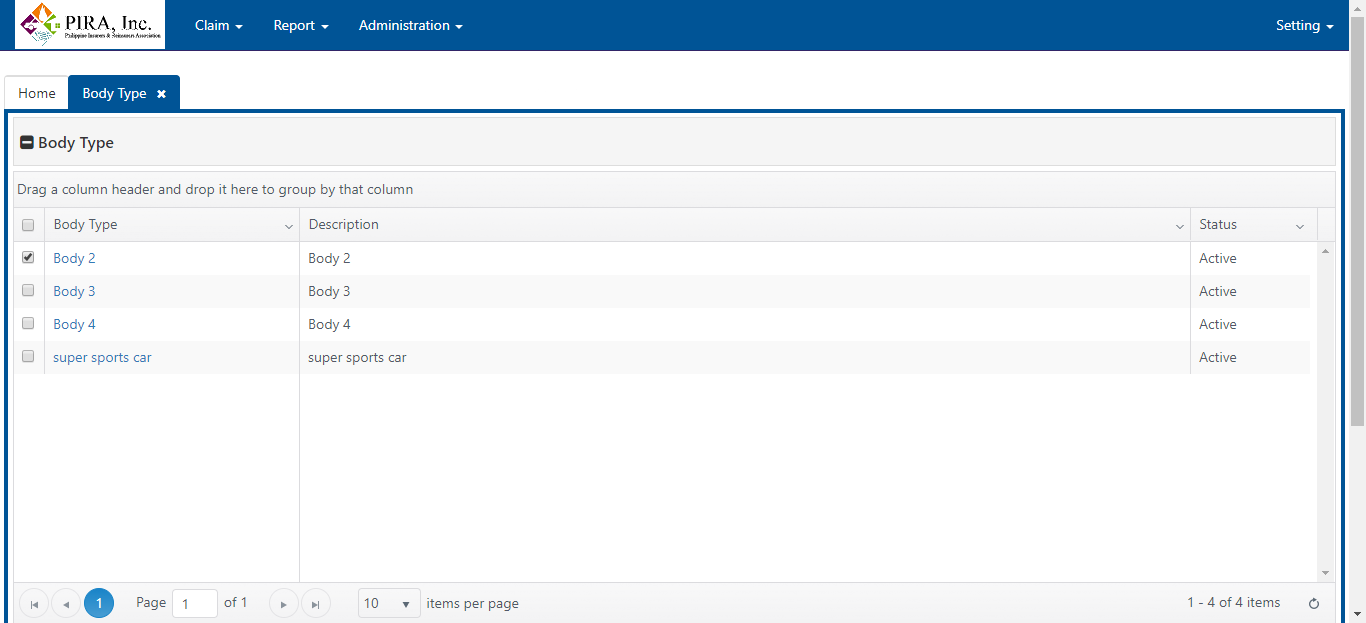 PIRA, Inc.
Philippine Insurers & Reinsurers Association
Claim
Report
Administration
Setting
Home
Body Type
Body Type
Drag a column header and drop it here to group by that column
Body Type Description Status
Body 2 Body 2 Active
Body 3 Body 3 Active
Body 4 Body 4 Active
super sports car super sports car Active
1 Page 1 of 1 10 items per page 1 - 4 of 4 items